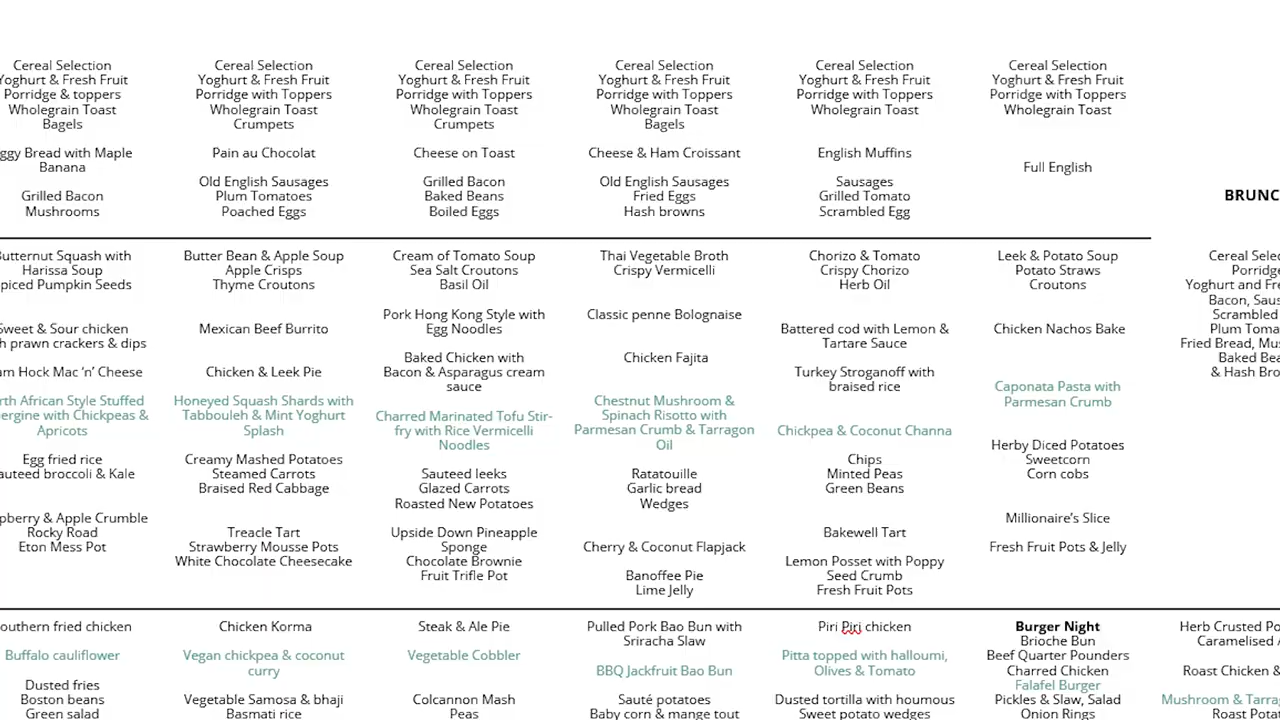 Cereal Selection
Yoghurt & Fresh Fruit
Porridge & toppers
Wholegrain Toast
Bagels
ggy Bread with Maple
Banana
Grilled Bacon
Mushrooms
Cereal Selection
Yoghurt & Fresh Fruit
Porridge with Toppers
Wholegrain Toast
Crumpets
Pain au Chocolat
Old English Sausages
Plum Tomatoes
Poached Eggs
Cereal Selection
Yoghurt & Fresh Fruit
Porridge with Toppers
Wholegrain Toast
Crumpets
Cheese on Toast
Grilled Bacon
Baked Beans
Boiled Eggs
Cereal Selection
Yoghurt & Fresh Fruit
Porridge with Toppers
Wholegrain Toast
Bagels
Cheese & Ham Croissant
Old English Sausages
Fried Eggs
Hash browns
Cereal Selection
Yoghurt & Fresh Fruit
Porridge with Toppers
Wholegrain Toast
English Muffins
Sausages
Grilled Tomato
Scrambled Egg
Cereal Selection
Yoghurt & Fresh Fruit
Porridge with Toppers
Wholegrain Toast
Full English
BRUNC
utternut Squash with
Harissa Soup
piced Pumpkin Seeds
Sweet & Sour chicken
h prawn crackers & dips
am Hock Mac ‘n’ Cheese
rth African Style Stuffed
bergine with Chickpeas &
Apricots
Egg fried rice
auteed broccoli & Kale
pberry & Apple Crumble
Rocky Road
Eton Mess Pot
Butter Bean & Apple Soup
Apple Crisps
Thyme Croutons
Mexican Beef Burrito
Chicken & Leek Pie
Honeyed Squash Shards with
Tabbouleh & Mint Yoghurt
Splash
Creamy Mashed Potatoes
Steamed Carrots
Braised Red Cabbage
Treacle Tart
Strawberry Mousse Pots
White Chocolate Cheesecake
Cream of Tomato Soup
Sea Salt Croutons
Basil Oil
Pork Hong Kong Style with
Egg Noodles
Baked Chicken with
Bacon & Asparagus cream
sauce
Charred Marinated Tofu Stir-
fry with Rice Vermicelli
Noodles
Sauteed leeks
Glazed Carrots
Roasted New Potatoes
Upside Down Pineapple
Sponge
Chocolate Brownie
Fruit Trifle Pot
Thai Vegetable Broth
Crispy Vermicelli
Classic penne Bolognaise
Chicken Fajita
Chestnut Mushroom &
Spinach Risotto with
Parmesan Crumb & Tarragon
Oil
Ratatouille
Garlic bread
Wedges
Cherry & Coconut Flapjack
Banoffee Pie
Lime Jelly
Chorizo & Tomato
Crispy Chorizo
Herb Oil
Battered cod with Lemon &
Tartare Sauce
Turkey Stroganoff with
braised rice
Chickpea & Coconut Channa
Chips
Minted Peas
Green Beans
Bakewell Tart
Lemon Posset with Poppy
Seed Crumb
Fresh Fruit Pots
Leek & Potato Soup
Potato Straws
Croutons
Chicken Nachos Bake
Caponata Pasta with
Parmesan Crumb
Herby Diced Potatoes
Sweetcorn
Corn cobs
Millionaire’s Slice
Fresh Fruit Pots & Jelly
Cereal Selec
Porridge
Yoghurt and Fre
Bacon, Saus
Scrambled
Plum Toma
Fried Bread, Mus
Baked Bea
& Hash Bro
outhern fried chicken
Buffalo cauliflower
Dusted fries
Boston beans
Green salad
Chicken Korma
Vegan chickpea & coconut
curry
Vegetable Samosa & bhaji
Basmati rice
Steak & Ale Pie
Vegetable Cobbler
Colcannon Mash
Peas
Pulled Pork Bao Bun with
Sriracha Slaw
BBQ Jackfruit Bao Bun
Sauté potatoes
Baby corn & mange tout
Piri Piri chicken
Pitta topped with halloumi,
Olives & Tomato
Dusted tortilla with houmous
Sweet potato wedges
Burger Night
Brioche Bun
Beef Quarter Pounders
Charred Chicken
Falafel Burger
Pickles & Slaw, Salad
Onion Rings
Herb Crusted Po
Caramelised A
Roast Chicken &
Mushroom & Tarra
Roast Potat